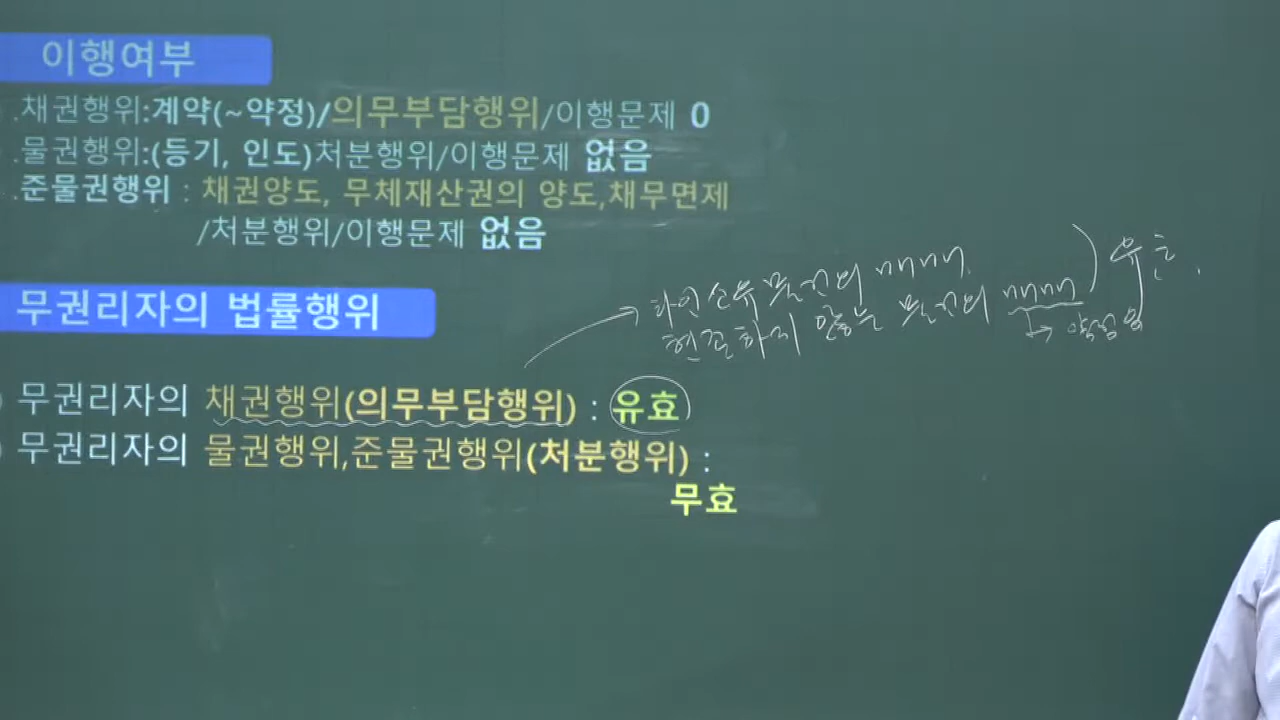 이행여부
.채권행위:계약(~약정)/의무부담행위/이행문제 0
.물권행위:(등기, 인도)처분행위/이행문제 없음
.준물권행위 : 채권양도, 무체재산권의 양도,채무면제
/처분행위/이행문제 없음
무권리자의 법률행위
→ 타인소유 물건의 매매
현존하지 않는 물건의 매매 ) 유효.
무권리자의 채권행위(의무부담행위) : 유효
무권리자의 물권행위,준물권행위(처분행위) :
무효